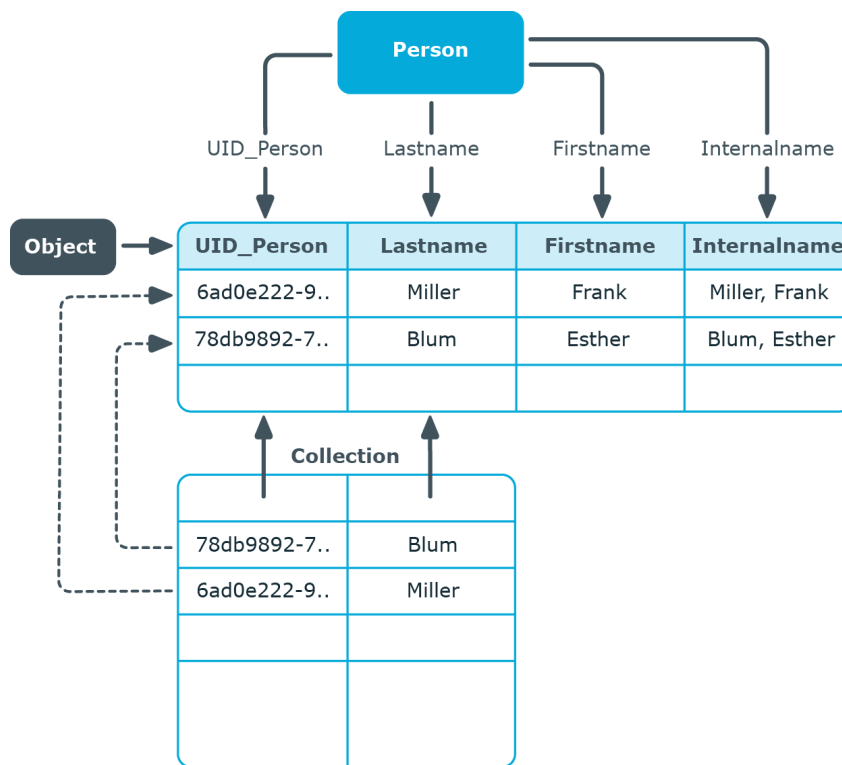 Person
UID_Person Lastname Firstname Internalname
Object
UID_Person Lastname Firstname Internalname
6ad0e222-9.. Miller Frank Miller, Frank
78db9892-7.. Blum Esther Blum, Esther
Collection
78db9892-7.. Blum
6ad0e222-9.. Miller